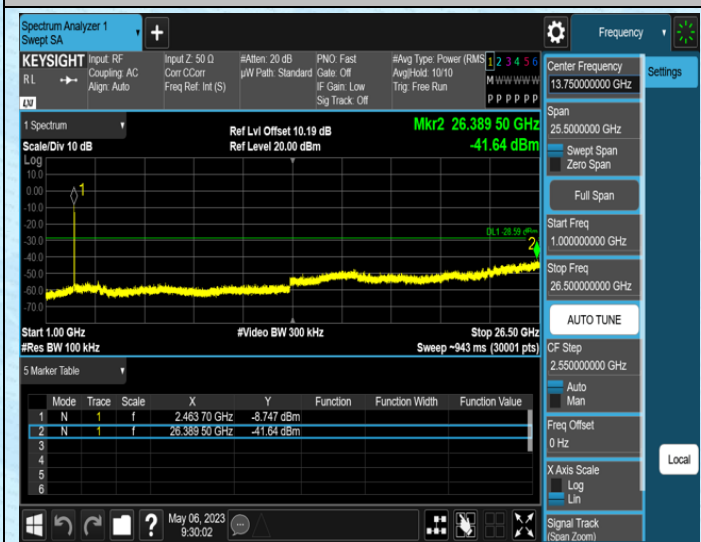 Spectrum Analyzer 1
Swept SA
+
Frequency
KEYSIGHT
RL
LXI
Input: RF
Coupling: AC
Align: Auto
Input Z: 50 Ω
Corr CCorr
Freq Ref: Int (S)
#Atten: 20 dB
µW Path: Standard
PNO: Fast
Gate: Off
IF Gain: Low
Sig Track: Off
#Avg Type: Power (RMS
Avg|Hold: 10/10
Trig: Free Run
1 2 3 4 5 6
M W W W W W
P P P P P P
Center Frequency
13.750000000 GHz
Settings
1 Spectrum
Scale/Div 10 dB
Ref Lvl Offset 10.19 dB
Ref Level 20.00 dBm
Mkr2 26.389 50 GHz
-41.64 dBm
Span
25.5000000 GHz
Swept Span
Zero Span
Full Span
Start Freq
1.000000000 GHz
Stop Freq
26.500000000 GHz
AUTO TUNE
CF Step
2.550000000 GHz
Auto
Man
Freq Offset
0 Hz
X Axis Scale
Log
Lin
Signal Track
(Span Zoom)
Local
Log
10.0
0.00
-10.0
-20.0
-30.0
-40.0
-50.0
-60.0
-70.0
1
DL1 -28.59 dBm
2
Start 1.00 GHz
#Res BW 100 kHz
#Video BW 300 kHz
Stop 26.50 GHz
Sweep ~943 ms (30001 pts)
5 Marker Table
Mode Trace Scale X Y Function Function Width Function Value
1 N 1 f 2.463 70 GHz -8.747 dBm
2 N 1 f 26.389 50 GHz -41.64 dBm
3
4
5
6
?
May 06, 2023
9:30:02